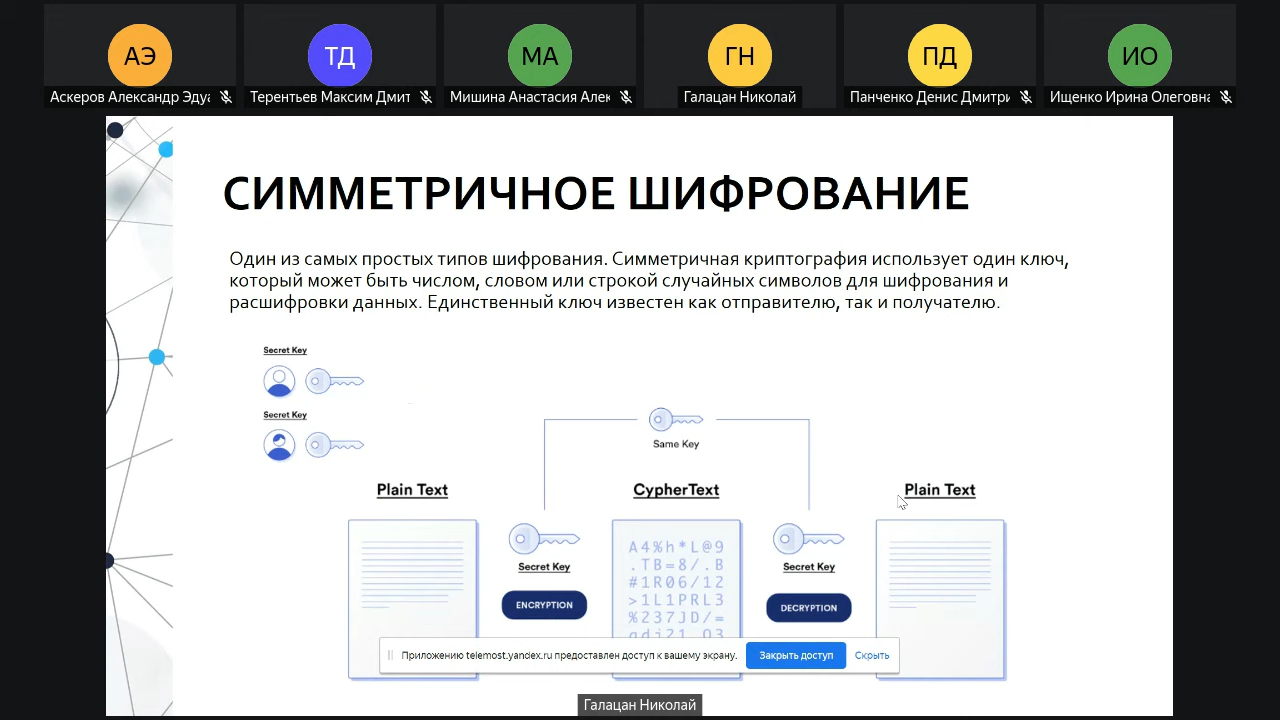 АЭ
ТД
МА
ГН
ПД
ИО
Аскеров Александр Эдуа
Терентьев Максим Дмит
Мишина Анастасия Алек
Галацан Николай
Панченко Денис Дмитри
Ищенко Ирина Олеговна
СИММЕТРИЧНОЕ ШИФРОВАНИЕ
Один из самых простых типов шифрования. Симметричная криптография использует один ключ,
который может быть числом, словом или строкой случайных символов для шифрования и
расшифровки данных. Единственный ключ известен как отправителю, так и получателю.
Secret Key
Secret Key
Same Key
Plain Text
CypherText
Plain Text
Secret Key
ENCRYPTION
A4%h*L@9
.TB=8/.B
#1R06/12
>1L1PRL3
%237JD/=
Secret Key
DECRYPTION
Приложению telemost.yandex.ru предоставлен доступ к вашему экрану.
Закрыть доступ
Скрыть
Галацан Николай